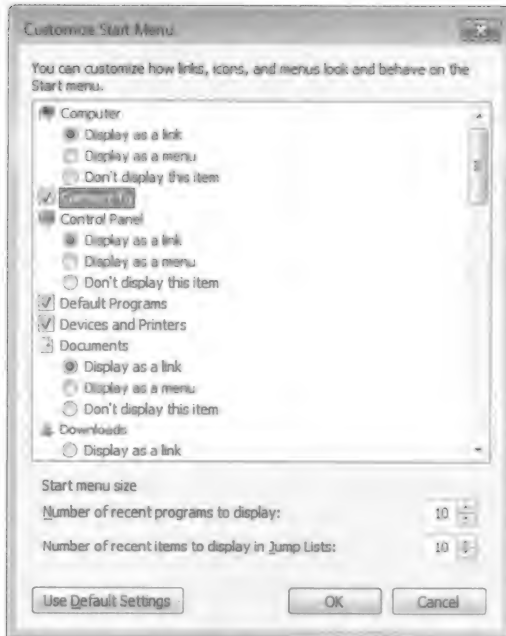 Customize Start Menu
You can customize how links, icons, and menus look and behave on the
Start menu.
Computer
Display as a link
Display as a menu
Don't display this item
Connect To
Control Panel
Display as a link
Display as a menu
Don't display this item
Default Programs
Devices and Printers
Documents
Display as a link
Display as a menu
Don't display this item
Downloads
Display as a link
Start menu size
Number of recent programs to display: 10
Number of recent items to display in Jump Lists: 10
Use Default Settings OK Cancel